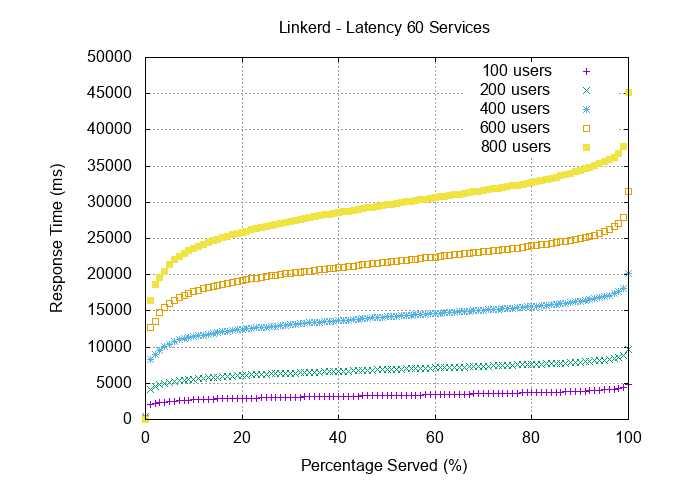 Linkerd - Latency 60 Services
50000
45000
40000
35000
30000
25000
20000
15000
10000
5000
0
Response Time (ms)
100 users
200 users
400 users
600 users
800 users
0 20 40 60 80 100
Percentage Served (%)